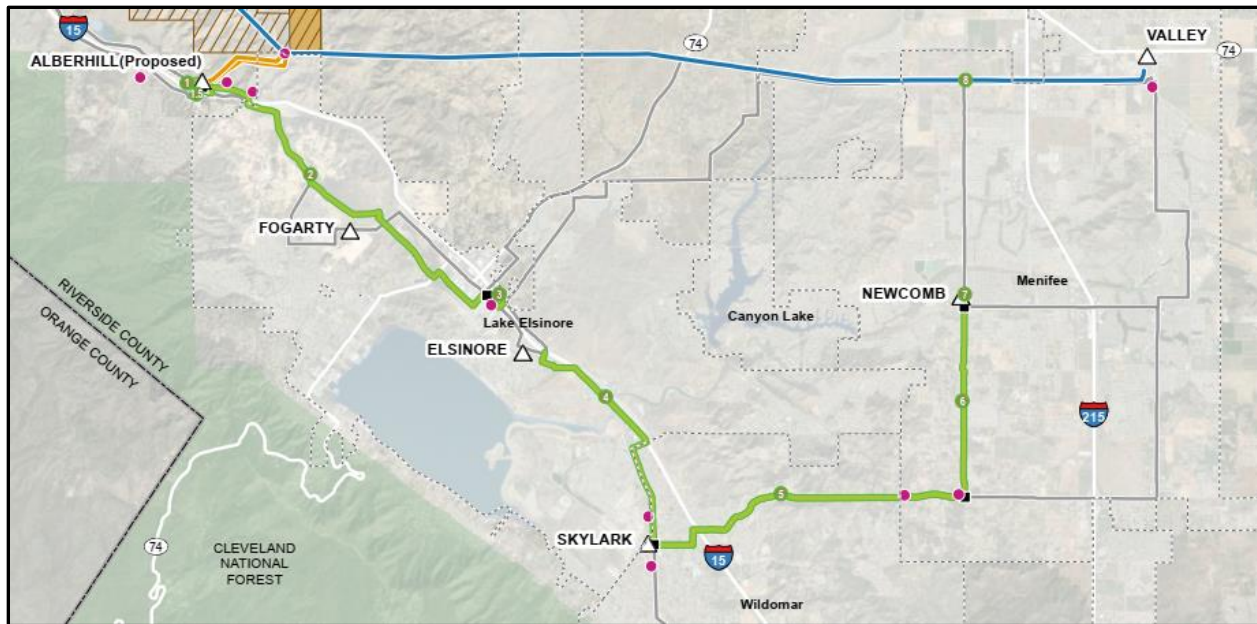 15
ALBERHILL(Proposed)
74
VALLEY
74
1
8
2
FOGARTY
RIVERSIDE COUNTY
ORANGE COUNTY
3
Lake Elsinore
ELSINORE
Canyon Lake
NEWCOMB
7
Menifee
4
6
215
5
SKYLARK
15
74
CLEVELAND
NATIONAL
FOREST
Wildomar